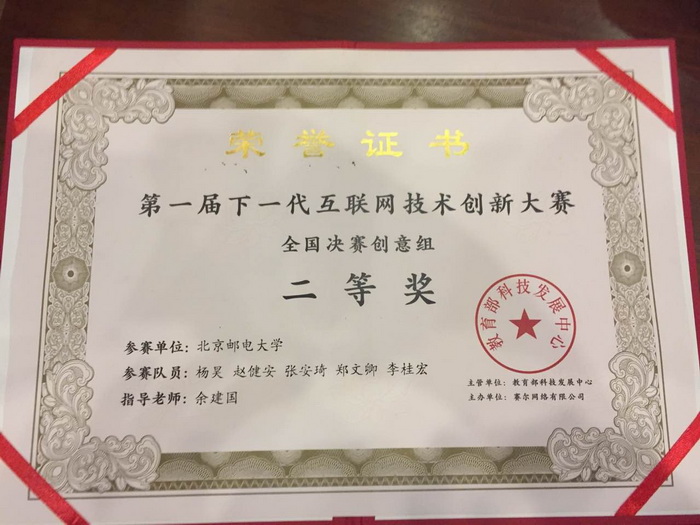 荣誉证书
第一届下一代互联网技术创新大赛
全国决赛创意组
二等奖
参赛单位：北京邮电大学
参赛队员：杨昊 赵健安 张安琦 郑文卿 李桂宏
指导老师：余建国
教育部科技发展中心
主管单位：教育部科技发展中心
主办单位：赛尔网络有限公司